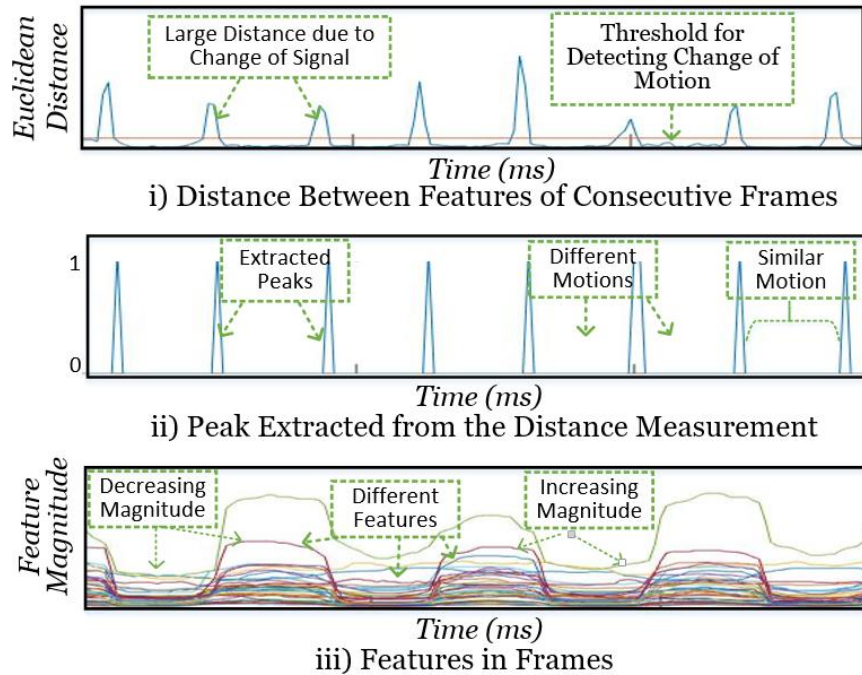 Euclidean
Distance
Large Distance due to
Change of Signal
Threshold for
Detecting Change of
Motion
Time (ms)
i) Distance Between Features of Consecutive Frames
1
0
Extracted
Peaks
Different
Motions
Similar
Motion
Time (ms)
ii) Peak Extracted from the Distance Measurement
Feature
Magnitude
Decreasing
Magnitude
Different
Features
Increasing
Magnitude
Time (ms)
iii) Features in Frames